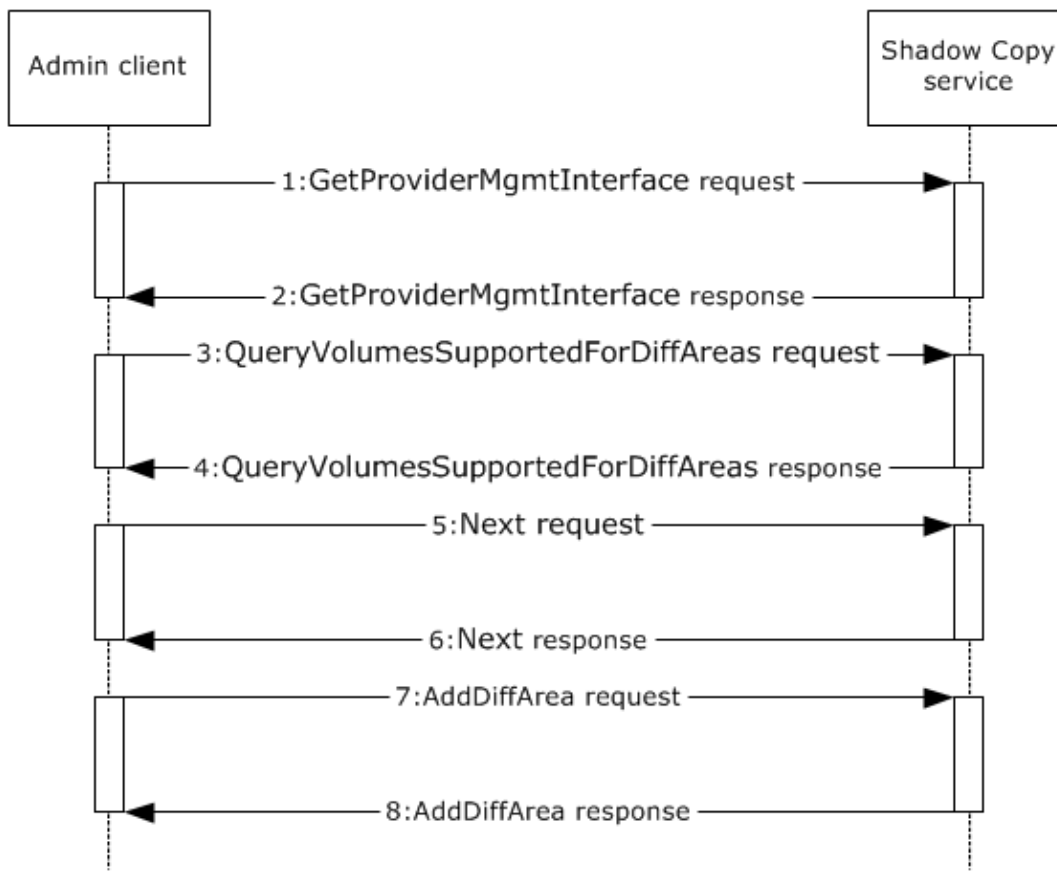 Admin client
Shadow Copy
service
1:GetProviderMgmtInterface request
2:GetProviderMgmtInterface response
3:QueryVolumesSupportedForDiffAreas request
4:QueryVolumesSupportedForDiffAreas response
5:Next request
6:Next response
7:AddDiffArea request
8:AddDiffArea response